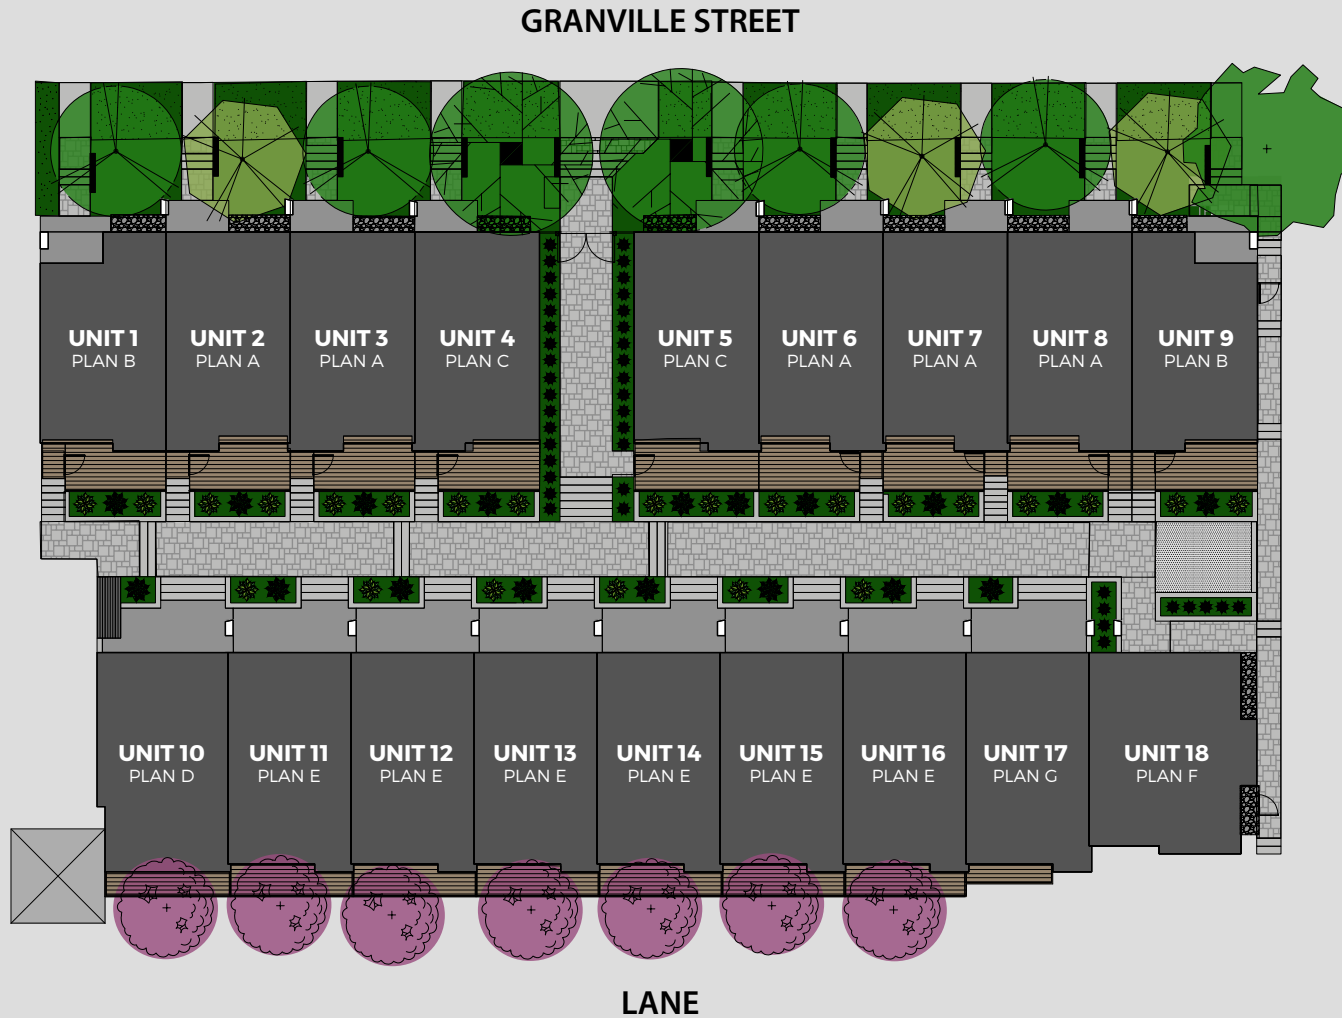 GRANVILLE STREET
UNIT 1
PLAN B
UNIT 2
PLAN A
UNIT 3
PLAN A
UNIT 4
PLAN C
UNIT 5
PLAN C
UNIT 6
PLAN A
UNIT 7
PLAN A
UNIT 8
PLAN A
UNIT 9
PLAN B
UNIT 10
PLAN D
UNIT 11
PLAN E
UNIT 12
PLAN E
UNIT 13
PLAN E
UNIT 14
PLAN E
UNIT 15
PLAN E
UNIT 16
PLAN E
UNIT 17
PLAN G
UNIT 18
PLAN F
LANE